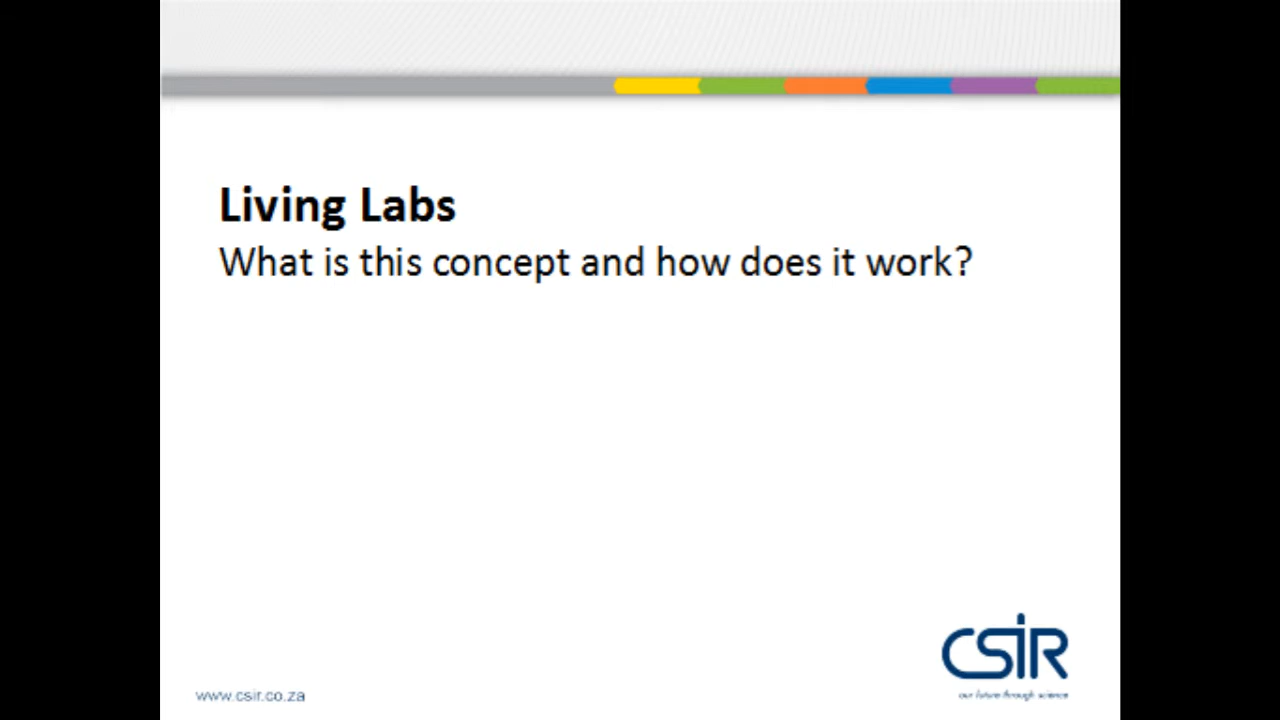 Living Labs
What is this concept and how does it work?
CSIR
our future through science
www.csir.co.za